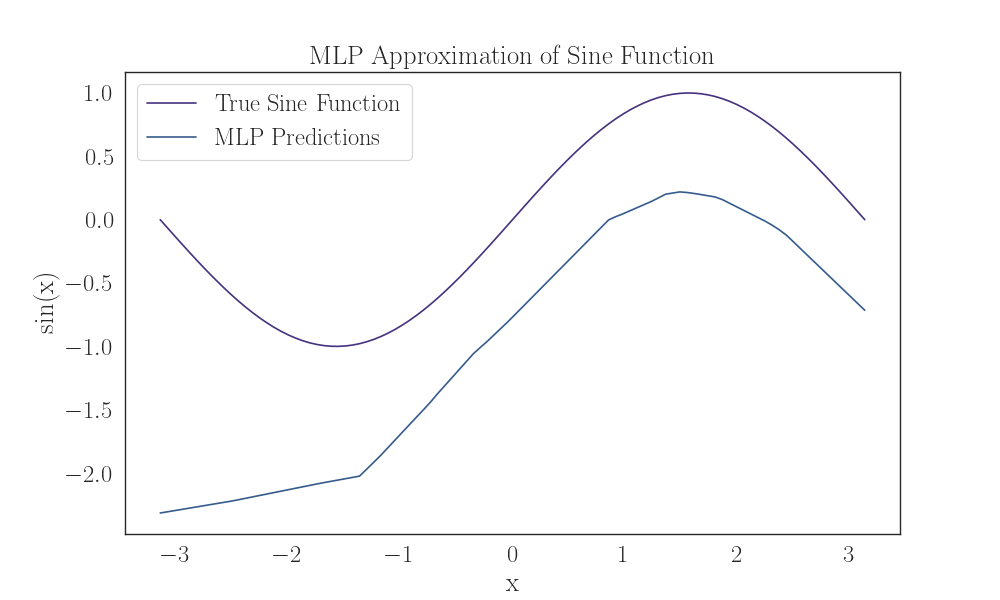 MLP Approximation of Sine Function
True Sine Function
MLP Predictions
1.0
0.5
0.0
−0.5
−1.0
−1.5
−2.0
sin(x)
−3 −2 −1 0 1 2 3
x